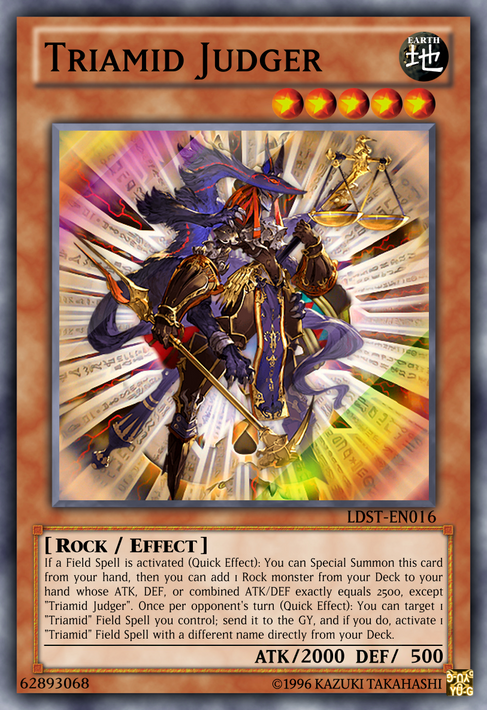 Triamid Judger
EARTH
地
LDST-EN016
[ Rock / Effect ]
If a Field Spell is activated (Quick Effect): You can Special Summon this card
from your hand, then you can add 1 Rock monster from your Deck to your
hand whose ATK, DEF, or combined ATK/DEF exactly equals 2500, except
"Triamid Judger". Once per opponent's turn (Quick Effect): You can target 1
"Triamid" Field Spell you control; send it to the GY, and if you do, activate 1
"Triamid" Field Spell with a different name directly from your Deck.
ATK/2000 DEF/ 500
62893068
©1996 KAZUKI TAKAHASHI